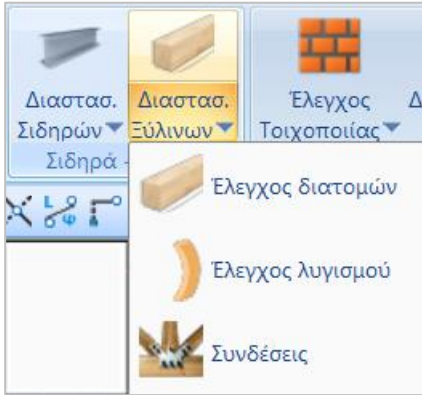 Διαστασ. Διαστασ. Έλεγχος Δ
Σιδηρών Ξύλινων Τοιχοποιίας
Σιδηρά -
Έλεγχος διατομών
Έλεγχος λυγισμού
Συνδέσεις